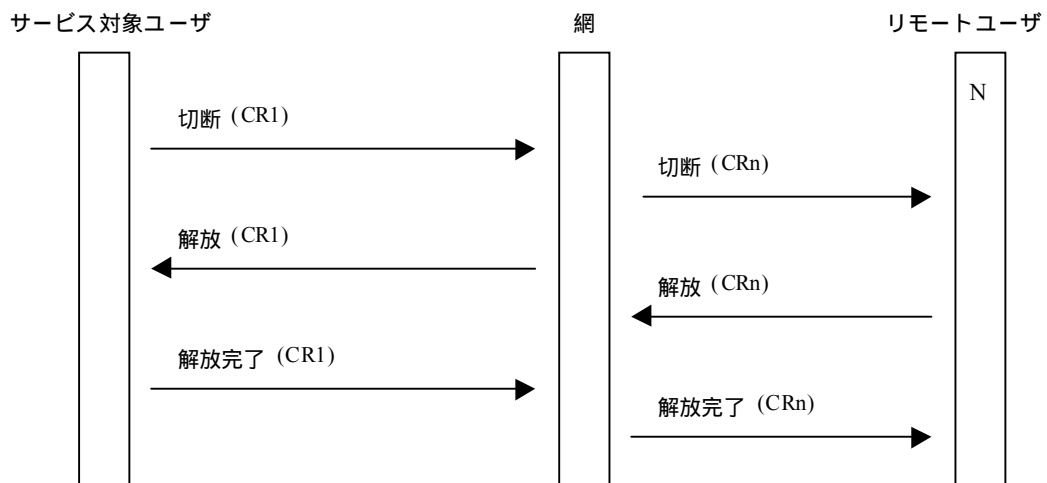 サービス対象ユーザ
網
リモートユーザ
N
切断 (CR1)
切断 (CRn)
解放 (CR1)
解放 (CRn)
解放完了 (CR1)
解放完了 (CRn)